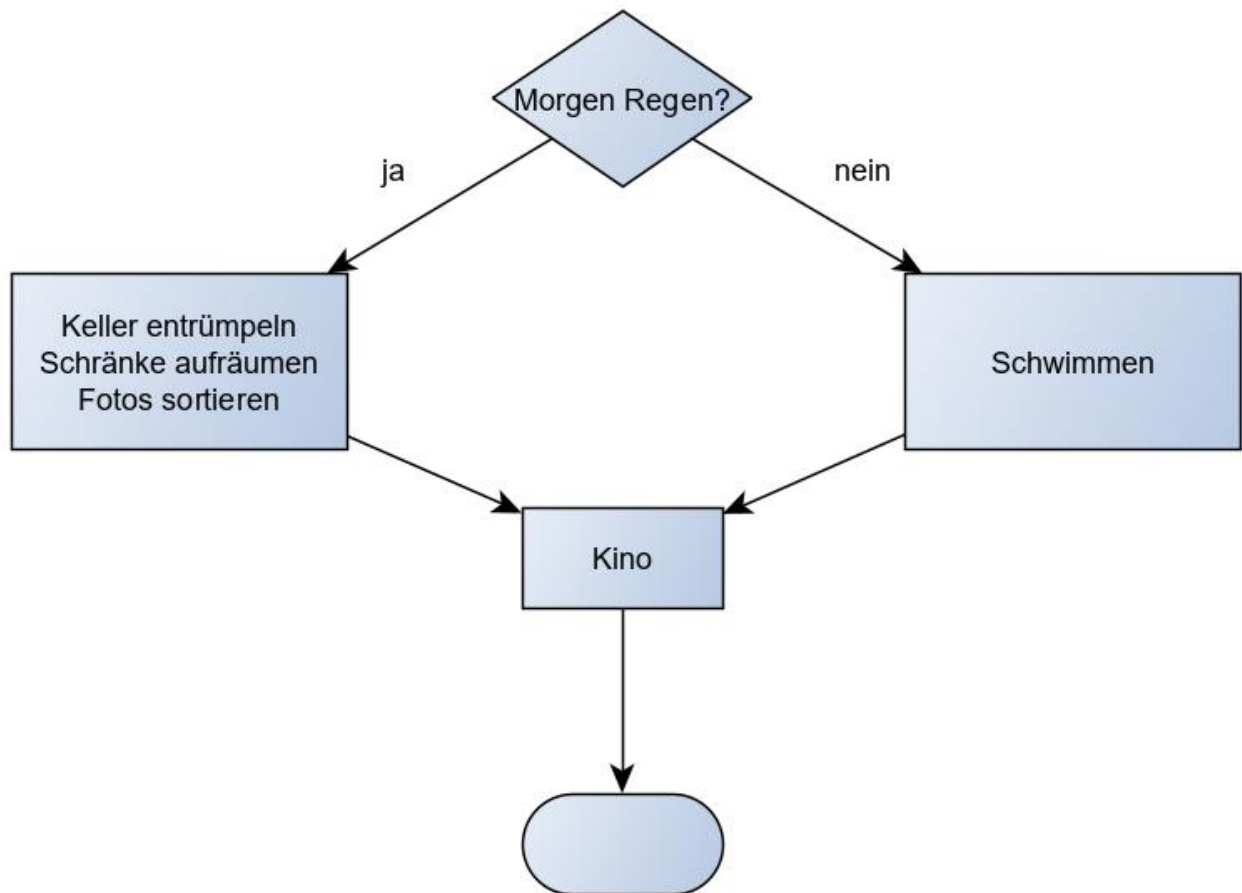 Morgen Regen?
ja
nein
Keller entrümpeln
Schränke aufräumen
Fotos sortieren
Schwimmen
Kino